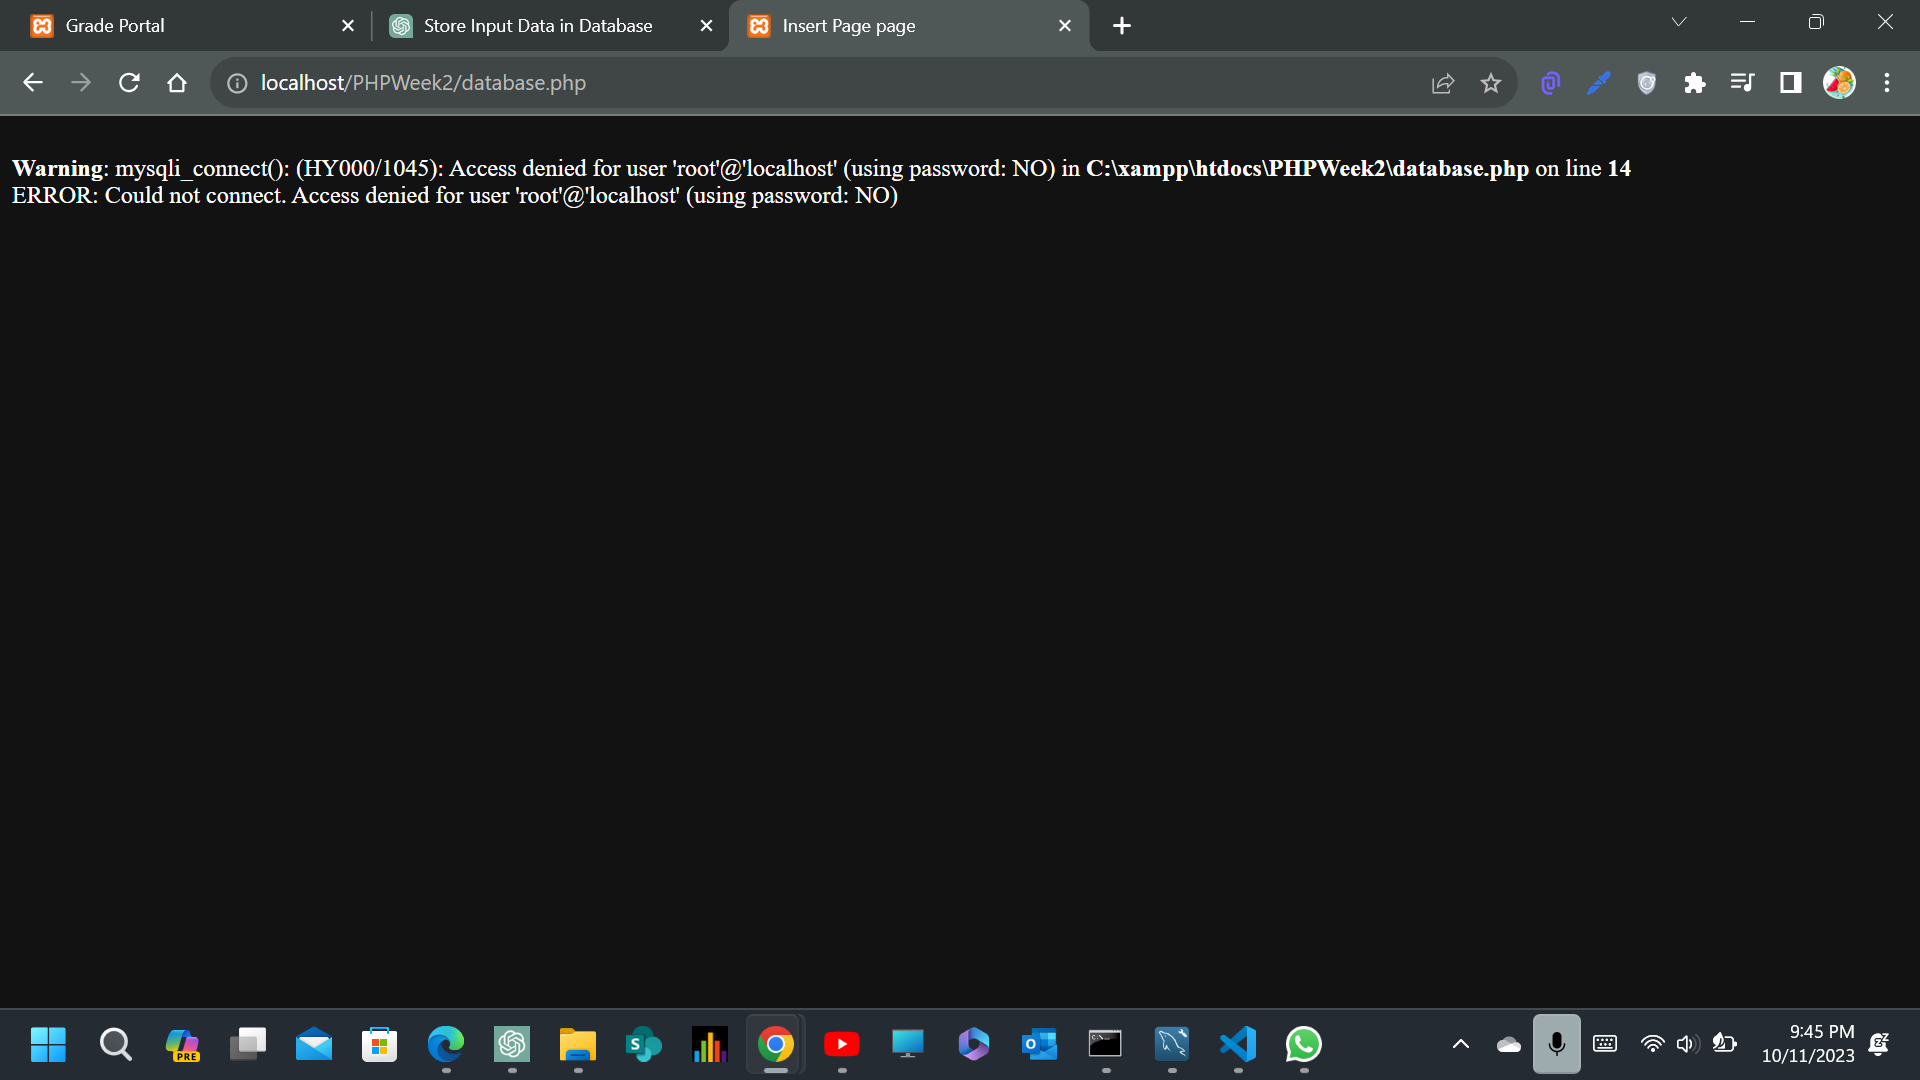 Grade Portal
Store Input Data in Database
Insert Page page
localhost/PHPWeek2/database.php
Warning: mysqli_connect(): (HY000/1045): Access denied for user 'root'@'localhost' (using password: NO) in C:\xampp\htdocs\PHPWeek2\database.php on line 14
ERROR: Could not connect. Access denied for user 'root'@'localhost' (using password: NO)
PRE
S
O
9:45 PM
10/11/2023